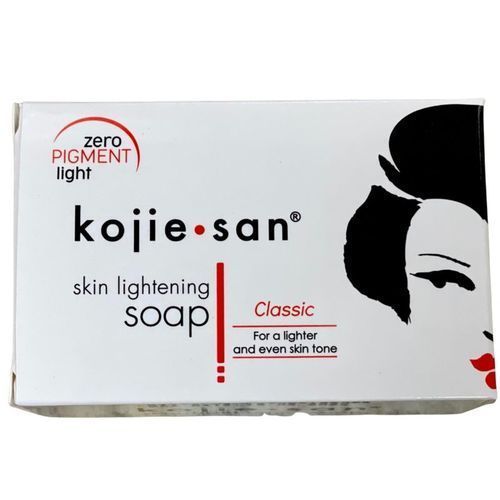 zero
PIGMENT
light
kojie•san®
skin lightening
soap
Classic
For a lighter
and even skin tone